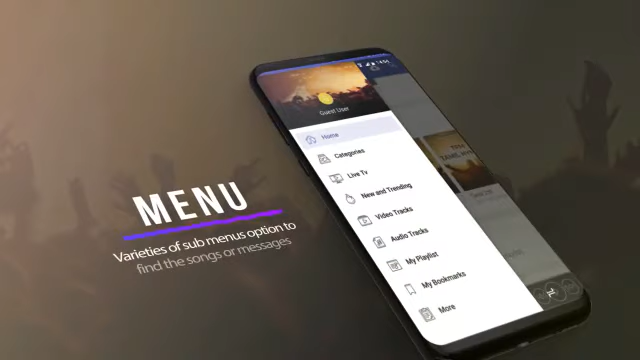 MENU
Varieties of sub menus option to
find the songs or messages
Guest User
Home
Categories
Live Tv
New and Trending
Video Tracks
Audio Tracks
My Playlist
My Bookmarks
More